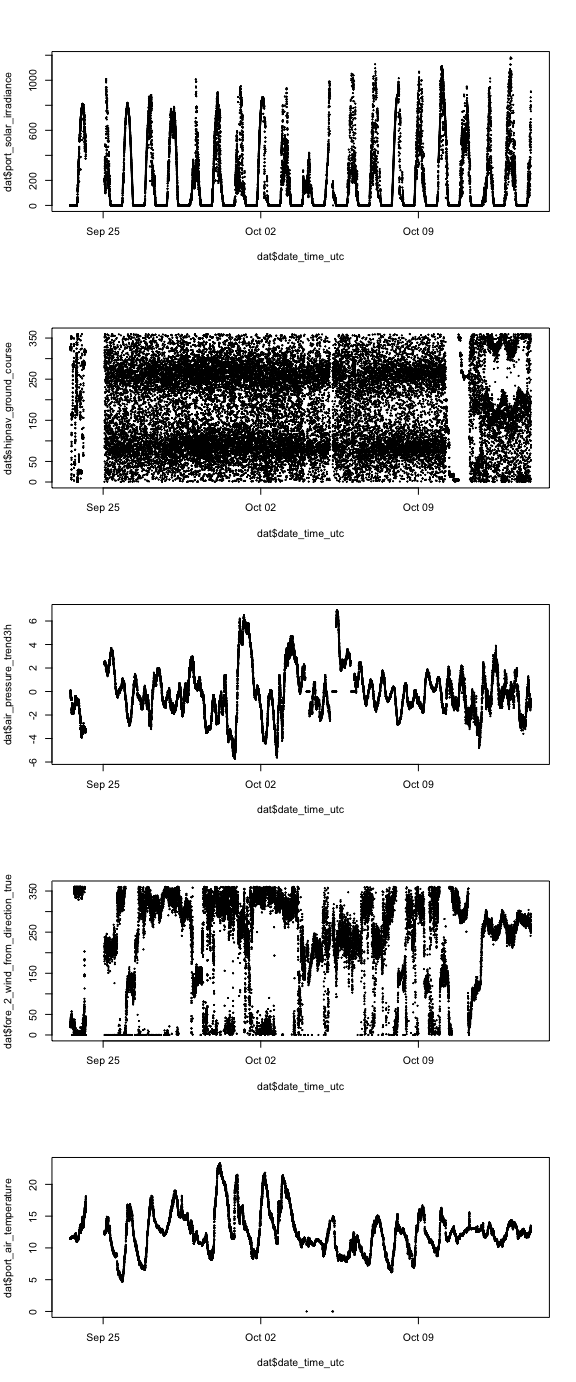 dat$port_solar_irradiance
0 200 600 1000
Sep 25 Oct 02 Oct 09
dat$date_time_utc
dat$shipnav_ground_course
0 50 150 250 350
Sep 25 Oct 02 Oct 09
dat$date_time_utc
dat$air_pressure_trend3h
-6 -4 -2 0 2 4 6
Sep 25 Oct 02 Oct 09
dat$date_time_utc
dat$fore_2_wind_from_direction_true
0 50 150 250 350
Sep 25 Oct 02 Oct 09
dat$date_time_utc
dat$port_air_temperature
0 5 10 15 20
Sep 25 Oct 02 Oct 09
dat$date_time_utc